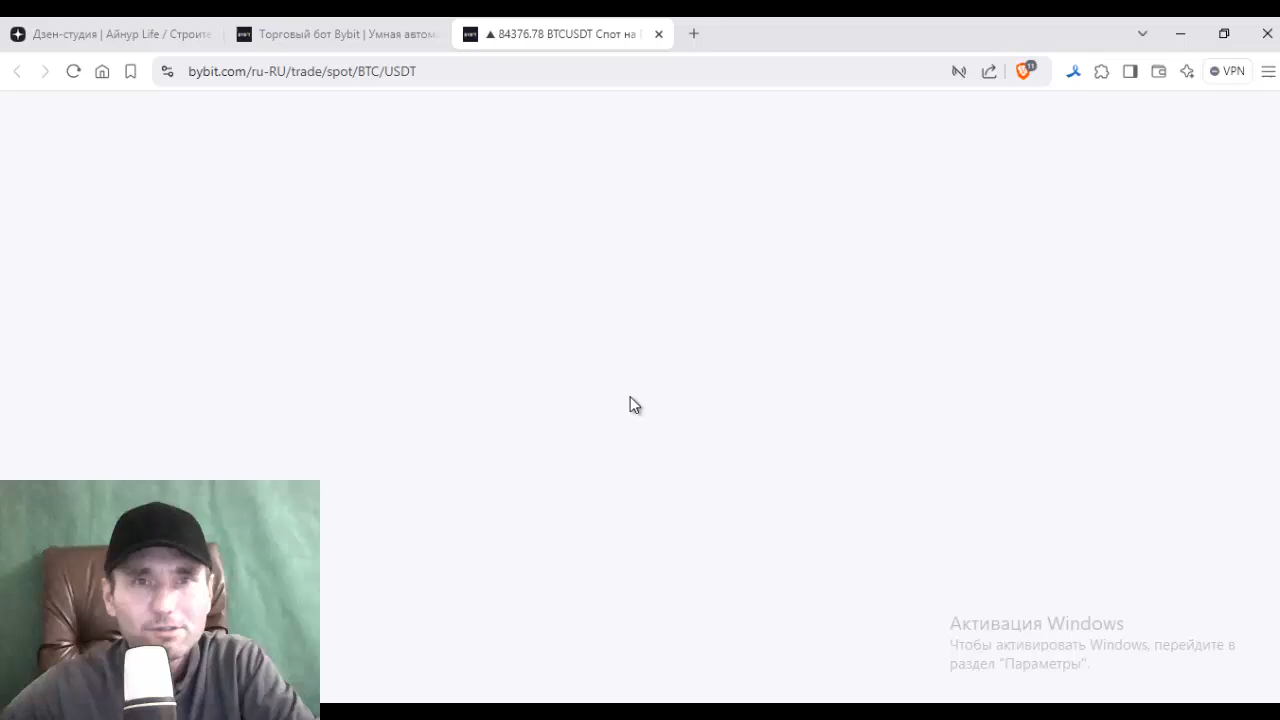 Дзен-студия | Айнур Life / Строите
Торговый бот Bybit | Умная автом
▲ 84376.78 BTCUSDT Спот на
bybit.com/ru-RU/trade/spot/BTC/USDT
11
VPN
Активация Windows
Чтобы активировать Windows, перейдите в
раздел "Параметры".